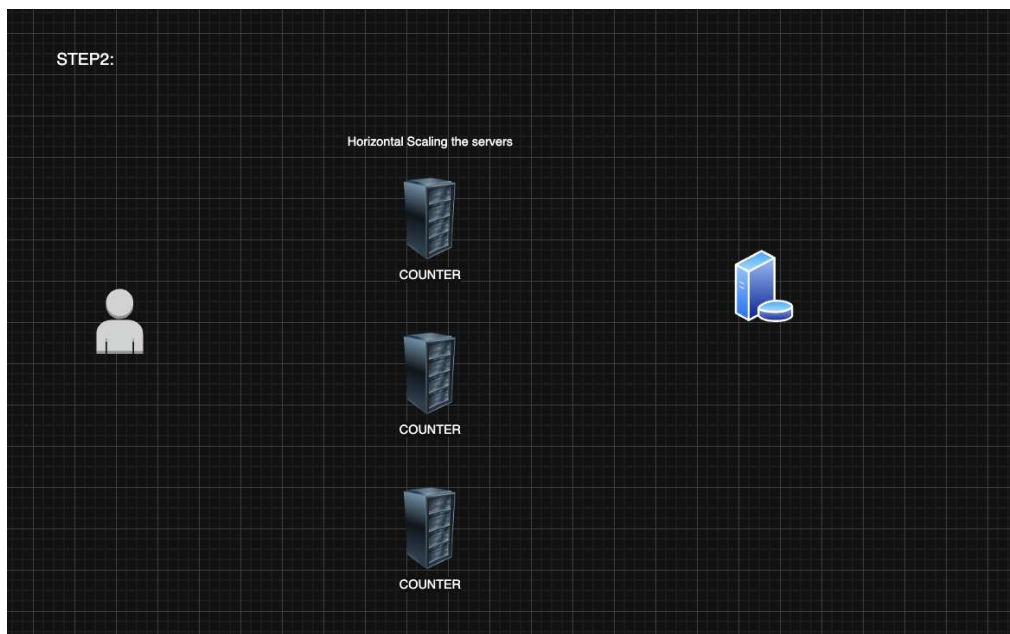 STEP2:
Horizontal Scaling the servers
COUNTER
COUNTER
COUNTER